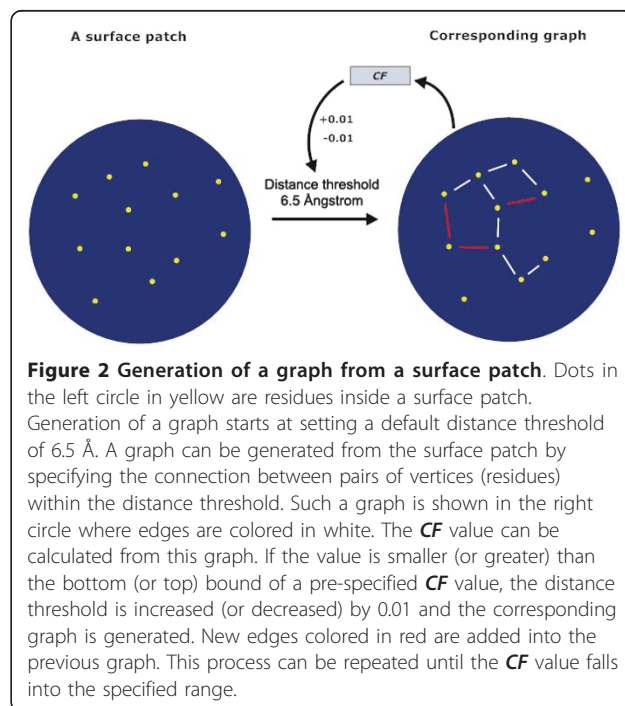 A surface patch
Corresponding graph
CF
+0.01
-0.01
Distance threshold
6.5 Ångstrom
Figure 2 Generation of a graph from a surface patch. Dots in
the left circle in yellow are residues inside a surface patch.
Generation of a graph starts at setting a default distance threshold
of 6.5 Å. A graph can be generated from the surface patch by
specifying the connection between pairs of vertices (residues)
within the distance threshold. Such a graph is shown in the right
circle where edges are colored in white. The CF value can be
calculated from this graph. If the value is smaller (or greater) than
the bottom (or top) bound of a pre-specified CF value, the distance
threshold is increased (or decreased) by 0.01 and the corresponding
graph is generated. New edges colored in red are added into the
previous graph. This process can be repeated until the CF value falls
into the specified range.